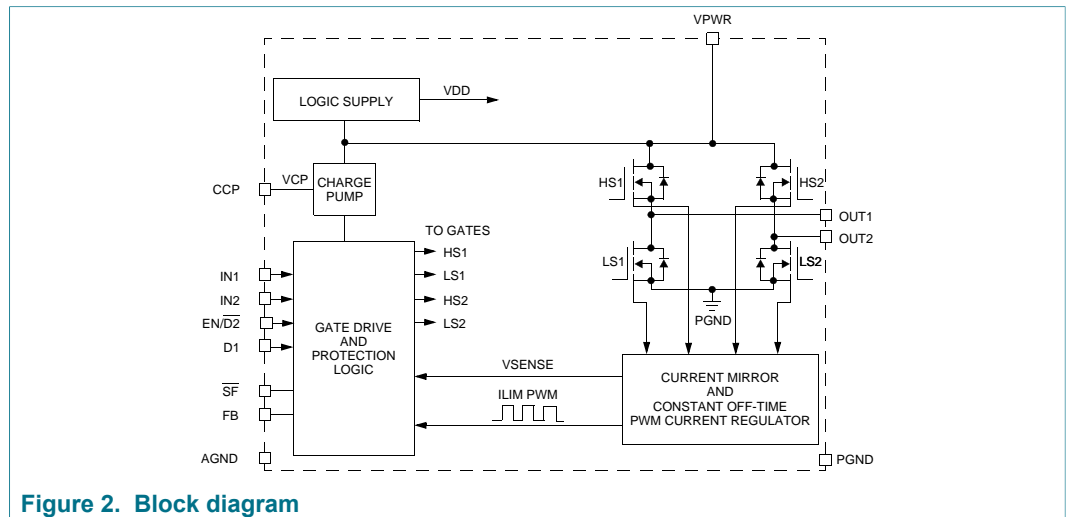 VPWR
LOGIC SUPPLY
VDD
CCP
VCP
CHARGE
PUMP
HS1
HS2
OUT1
OUT2
TO GATES
HS1
LS1
HS2
LS2
LS1
LS2
PGND
IN1
IN2
EN/D2
D1
SF
FB
AGND
GATE DRIVE
AND
PROTECTION
LOGIC
VSENSE
ILIM PWM
CURRENT MIRROR
AND
CONSTANT OFF-TIME
PWM CURRENT REGULATOR
PGND
Figure 2. Block diagram